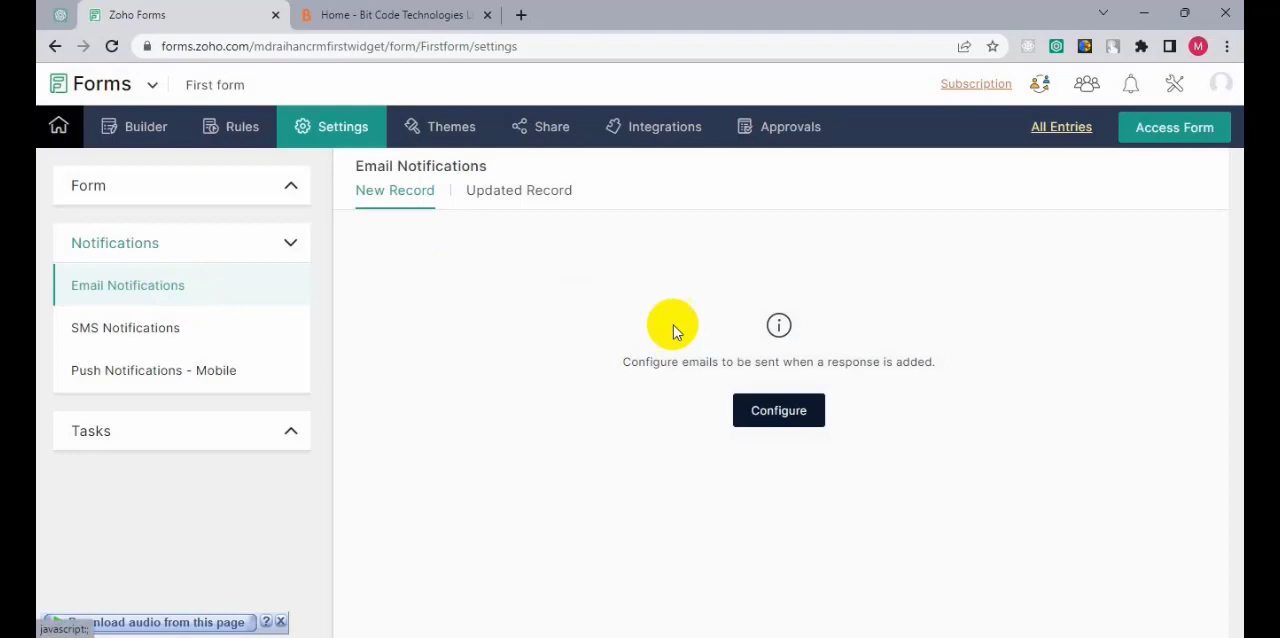 Zoho Forms
Home - Bit Code Technologies
forms.zoho.com/mdraihancrmfirstwidget/form/Firstform/settings
M
Forms
First form
Subscription
Builder
Rules
Settings
Themes
Share
Integrations
Approvals
All Entries
Access Form
Form
Notifications
Email Notifications
SMS Notifications
Push Notifications - Mobile
Tasks
Email Notifications
New Record
Updated Record
Configure emails to be sent when a response is added.
Configure
wnload audio from this page
javascript:;